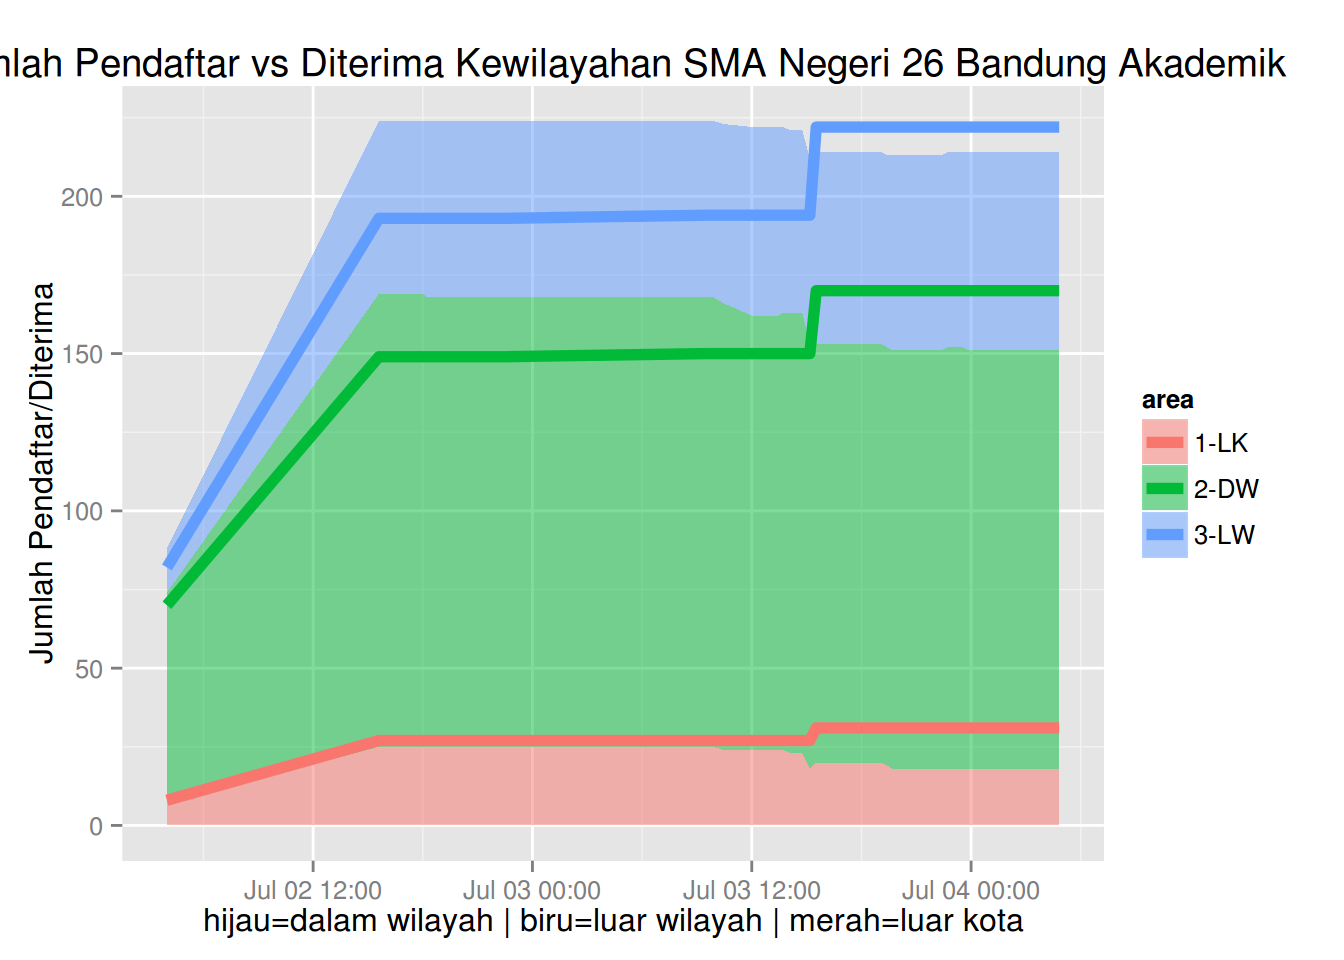 mlah Pendaftar vs Diterima Kewilayahan SMA Negeri 26 Bandung Akademik
Jumlah Pendaftar/Diterima
200
150
100
50
0
Jul 02 12:00
Jul 03 00:00
Jul 03 12:00
Jul 04 00:00
hijau=dalam wilayah | biru=luar wilayah | merah=luar kota
area
1-LK
2-DW
3-LW